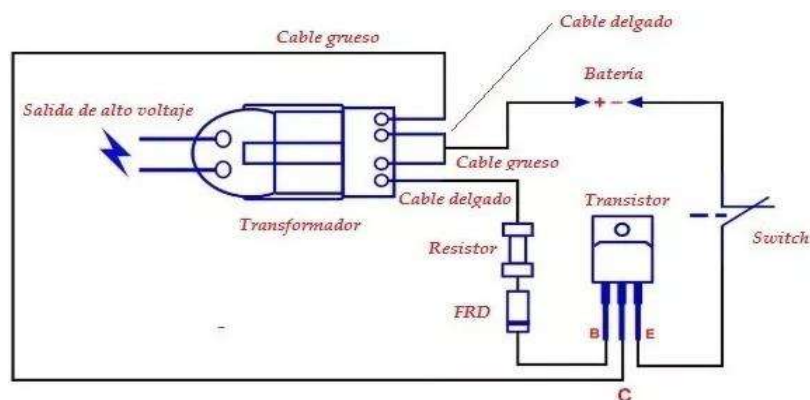 Cable grueso
Cable delgado
Batería
+ −
Salida de alto voltaje
Cable grueso
Cable delgado
Transistor
Transformador
Resistor
Switch
FRD
B
E
C